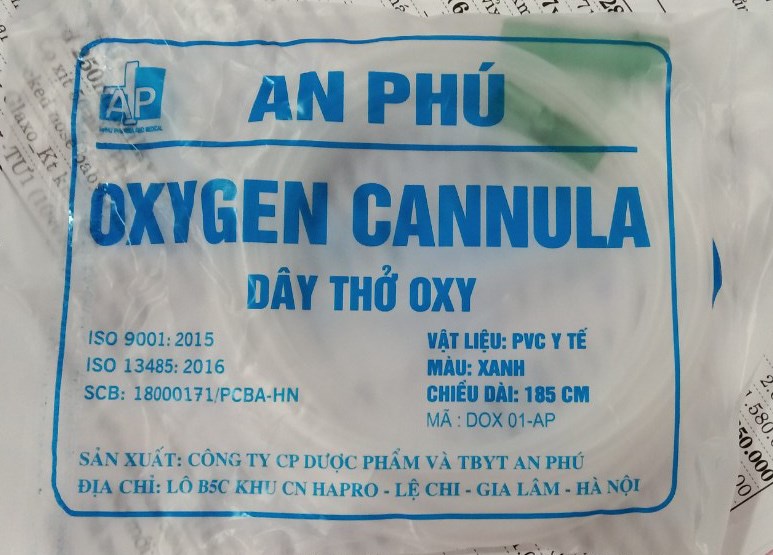 AP
AN PHÚ
OXYGEN CANNULA
DÂY THỞ OXY
ISO 9001: 2015
ISO 13485: 2016
SCB: 18000171/PCBA-HN
VẬT LIỆU: PVC Y TẾ
MÀU: XANH
CHIỀU DÀI: 185 CM
MÃ : DOX 01-AP
SẢN XUẤT: CÔNG TY CP DƯỢC PHẨM VÀ TBYT AN PHÚ
ĐỊA CHỈ: LÔ B5C KHU CN HAPRO - LỆ CHI - GIA LÂM - HÀ NỘI